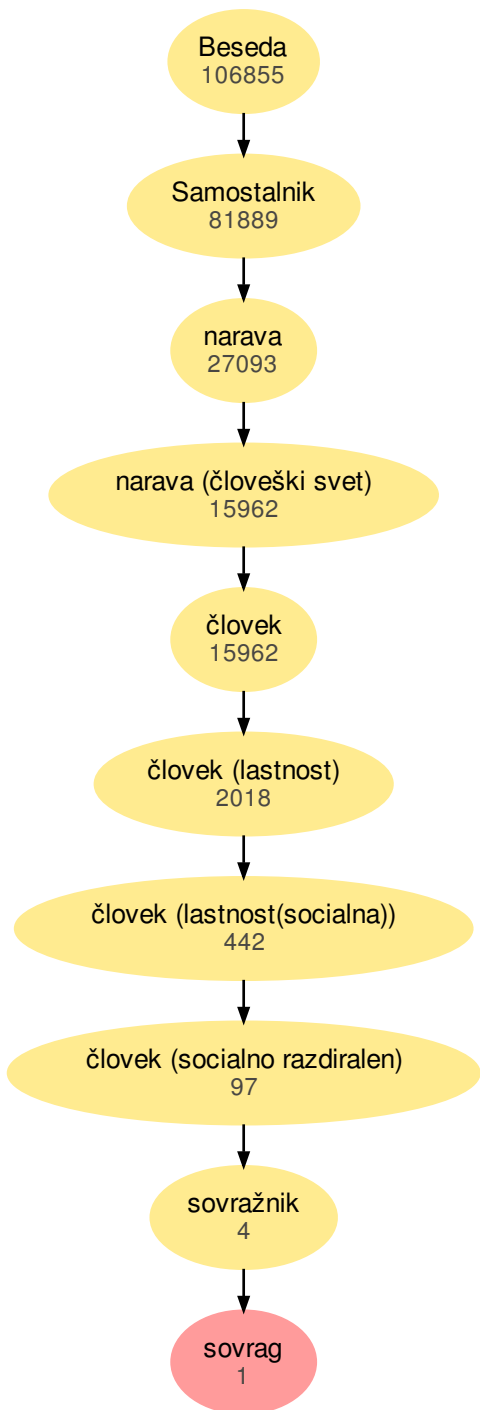 Beseda
106855
Samostalnik
81889
narava
27093
narava (človeški svet)
15962
človek
15962
človek (lastnost)
2018
človek (lastnost(socialna))
442
človek (socialno razdiralen)
97
sovražnik
4
sovrag
1